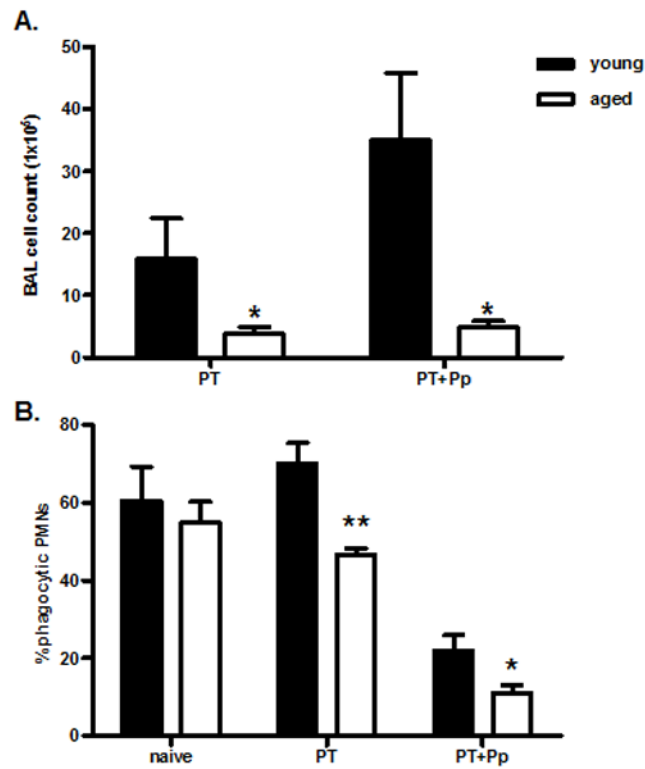 A.
50
40
30
20
10
0
BAL cell count (1x10⁶)
young
aged
*
*
PT
PT+Pp
B.
80
60
40
20
0
%phagocytic PMNs
**
*
naive
PT
PT+Pp